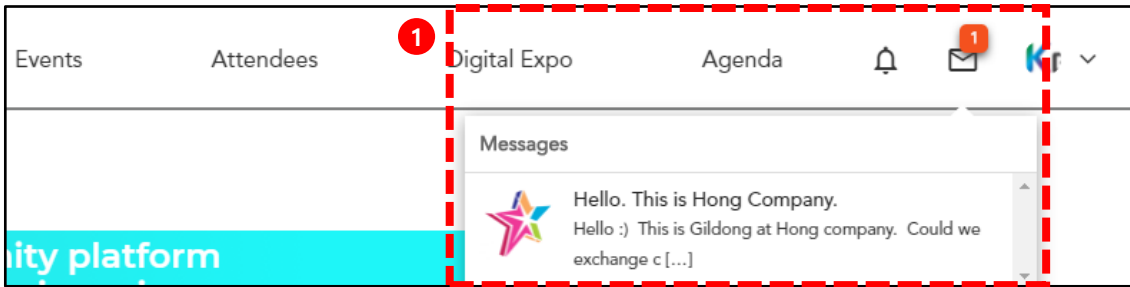 Events Attendees 1 Digital Expo Agenda 1
Messages
Hello. This is Hong Company.
Hello :) This is Gildong at Hong company. Could we
exchange c [...]
nity platform